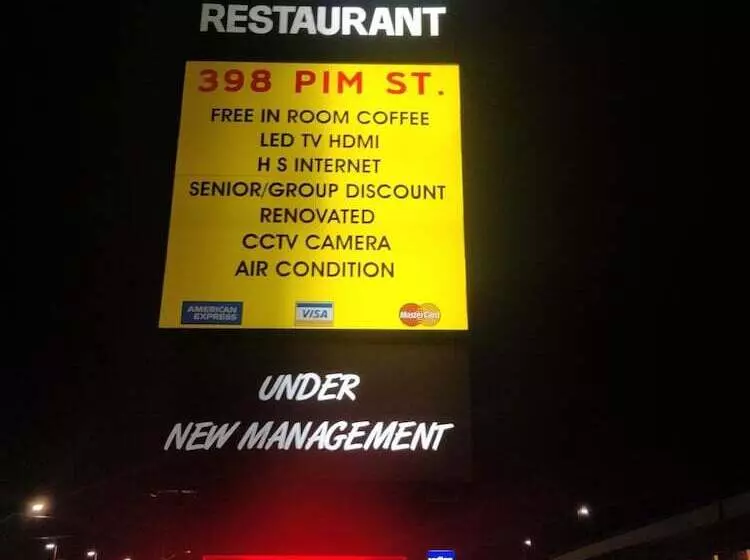 RESTAURANT
398 PIM ST.
FREE IN ROOM COFFEE
LED TV HDMI
H S INTERNET
SENIOR/GROUP DISCOUNT
RENOVATED
CCTV CAMERA
AIR CONDITION
AMERICAN EXPRESS VISA MasterCard
UNDER
NEW MANAGEMENT